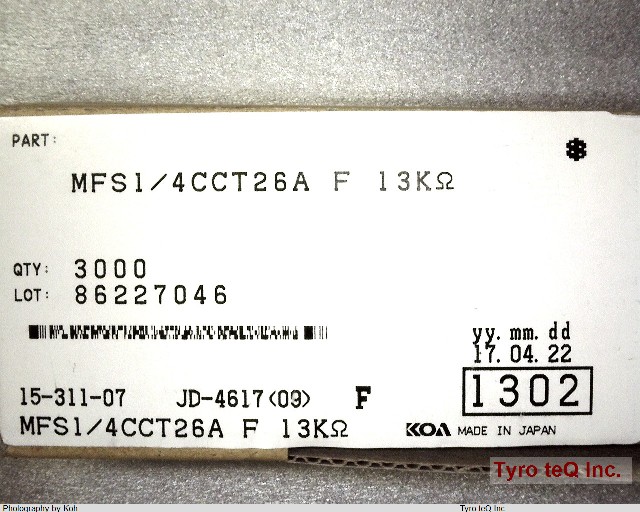 PART:
✽
MFS1/4CCT26A F 13KΩ
QTY: 3000
LOT: 86227046
yy. mm. dd
17. 04. 22
15-311-07 JD-4617(09) F 1302
MFS1/4CCT26A F 13KΩ KOA MADE IN JAPAN
Tyro teQ Inc.
Photography by Koh Tyro teQ Inc